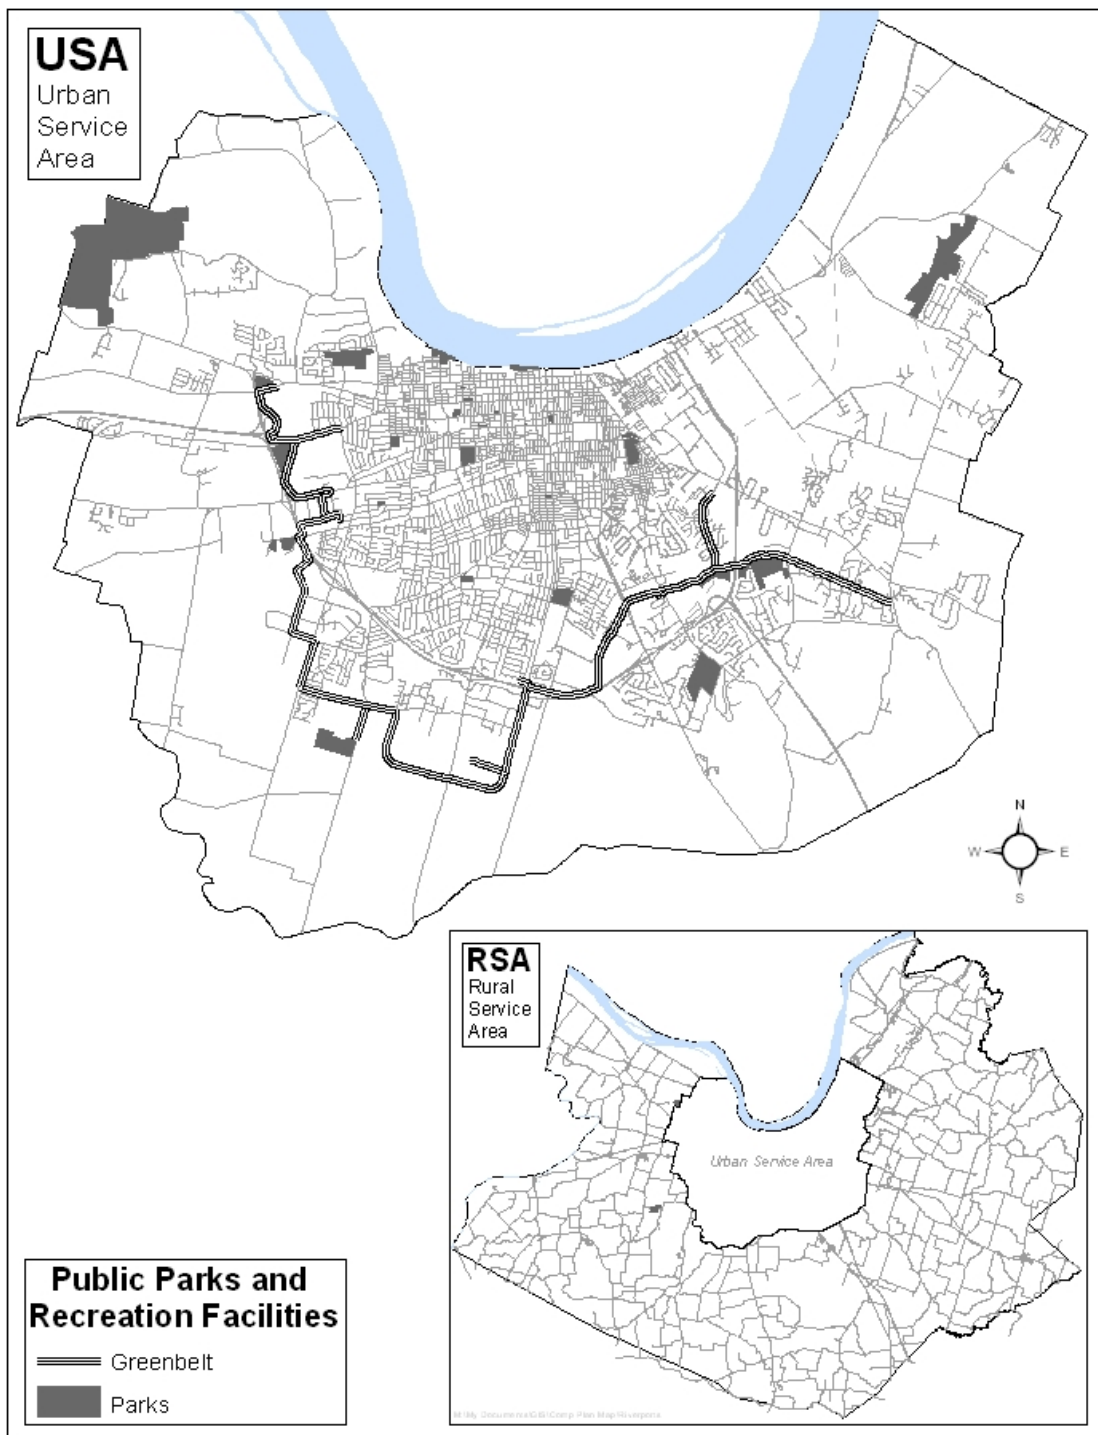 USA
Urban
Service
Area
N
W
E
S
RSA
Rural
Service
Area
Urban Service Area
Public Parks and
Recreation Facilities
Greenbelt
Parks